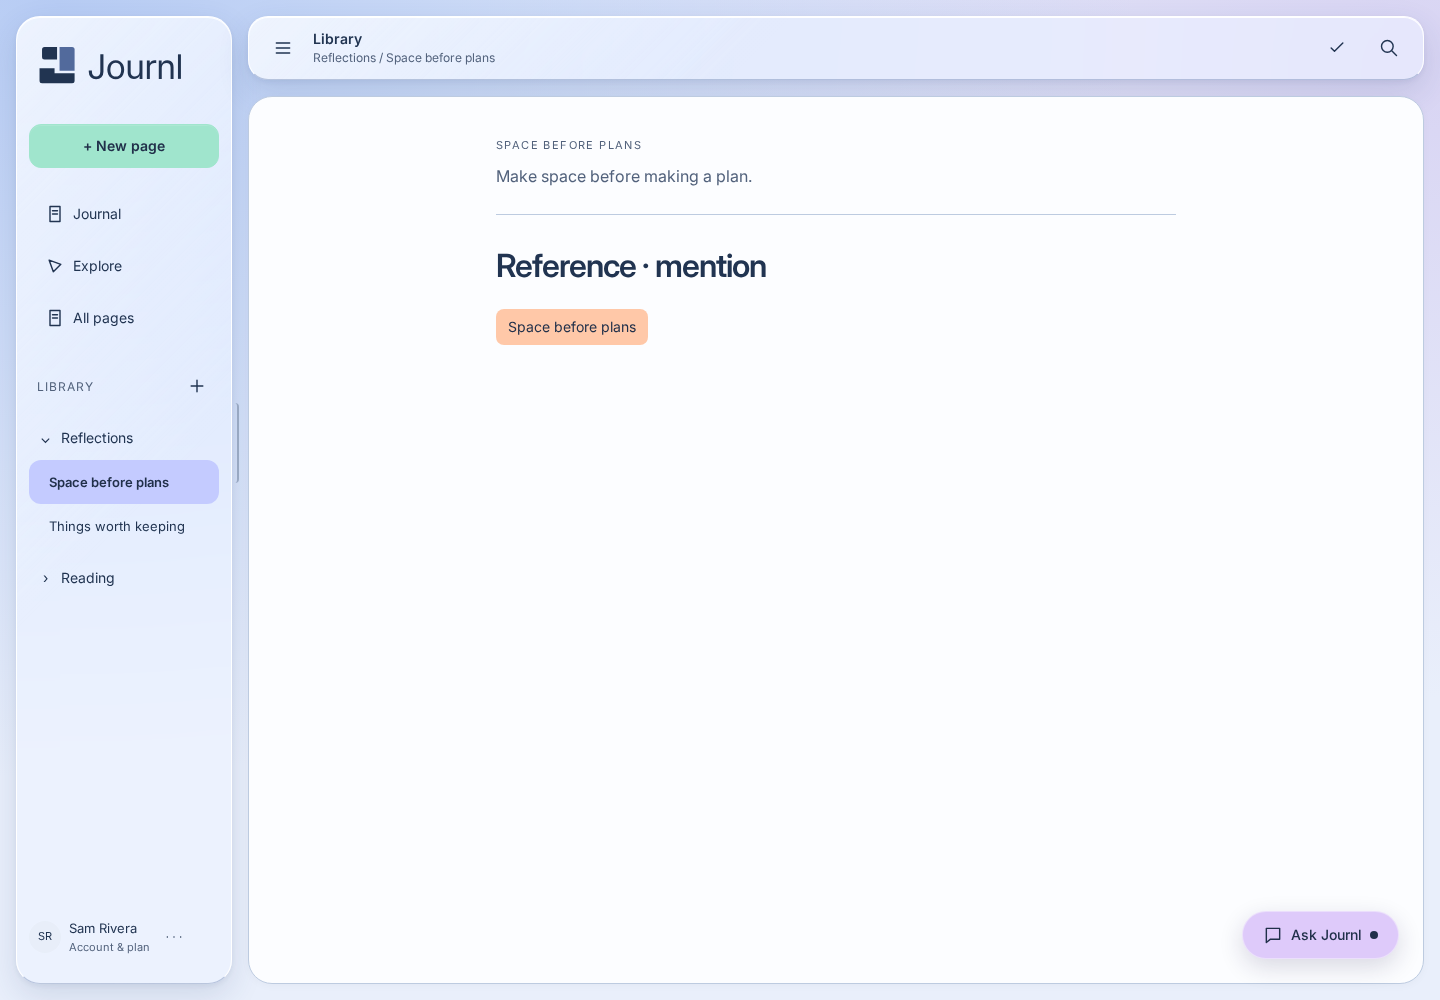 Journl
+ New page
Journal
Explore
All pages
LIBRARY
Reflections
Space before plans
Things worth keeping
Reading
SR
Sam Rivera
Account & plan
Library
Reflections / Space before plans
SPACE BEFORE PLANS
Make space before making a plan.
Reference · mention
Space before plans
Ask Journl